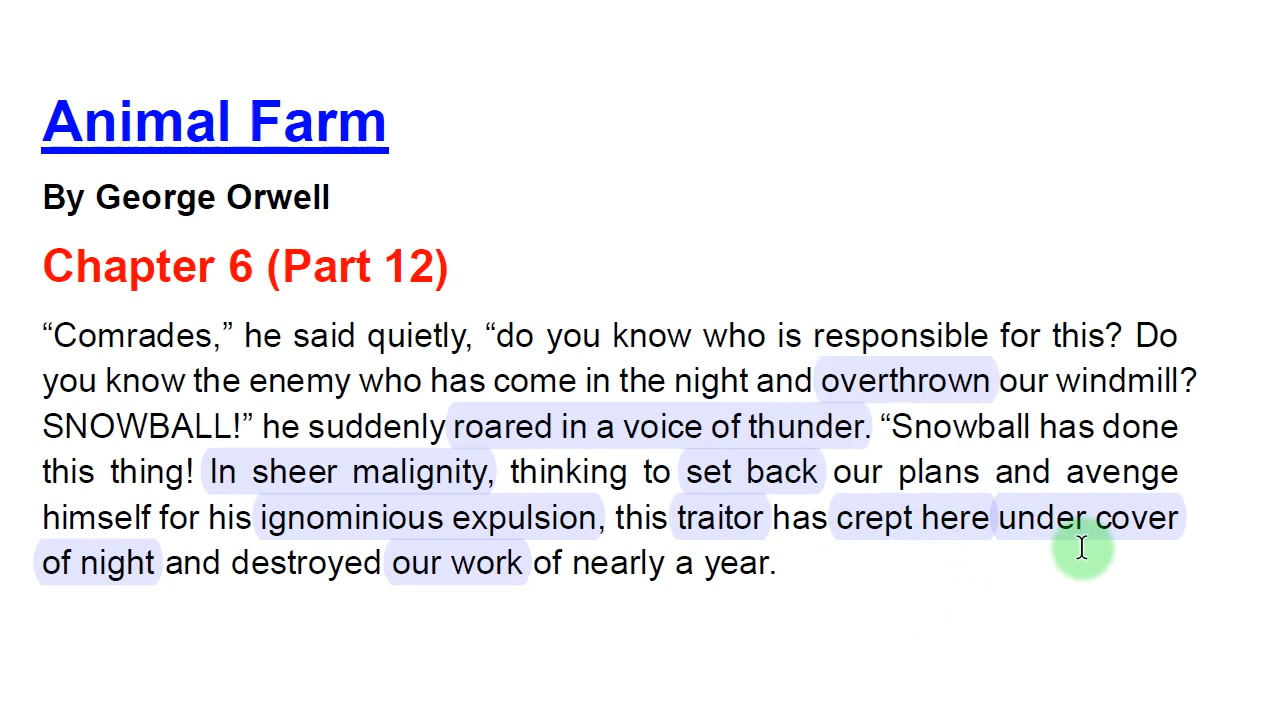 Animal Farm
By George Orwell
Chapter 6 (Part 12)
“Comrades,” he said quietly, “do you know who is responsible for this? Do
you know the enemy who has come in the night and overthrown our windmill?
SNOWBALL!” he suddenly roared in a voice of thunder. “Snowball has done
this thing! In sheer malignity, thinking to set back our plans and avenge
himself for his ignominious expulsion, this traitor has crept here under cover
of night and destroyed our work of nearly a year.